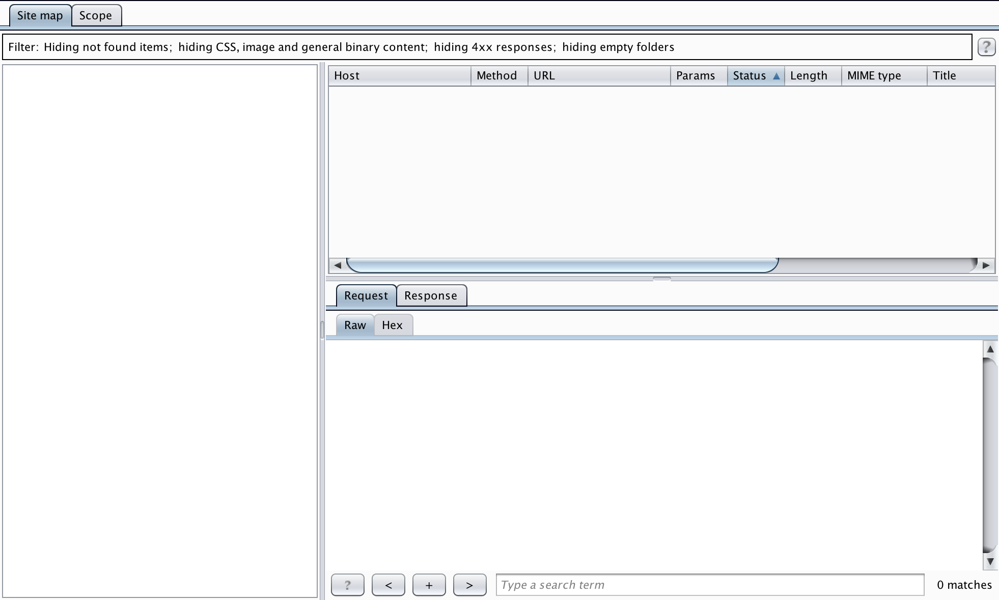 Site map Scope
Filter: Hiding not found items; hiding CSS, image and general binary content; hiding 4xx responses; hiding empty folders ?
Host Method URL Params Status ▲ Length MIME type Title
Request Response
Raw Hex
? < + > Type a search term 0 matches